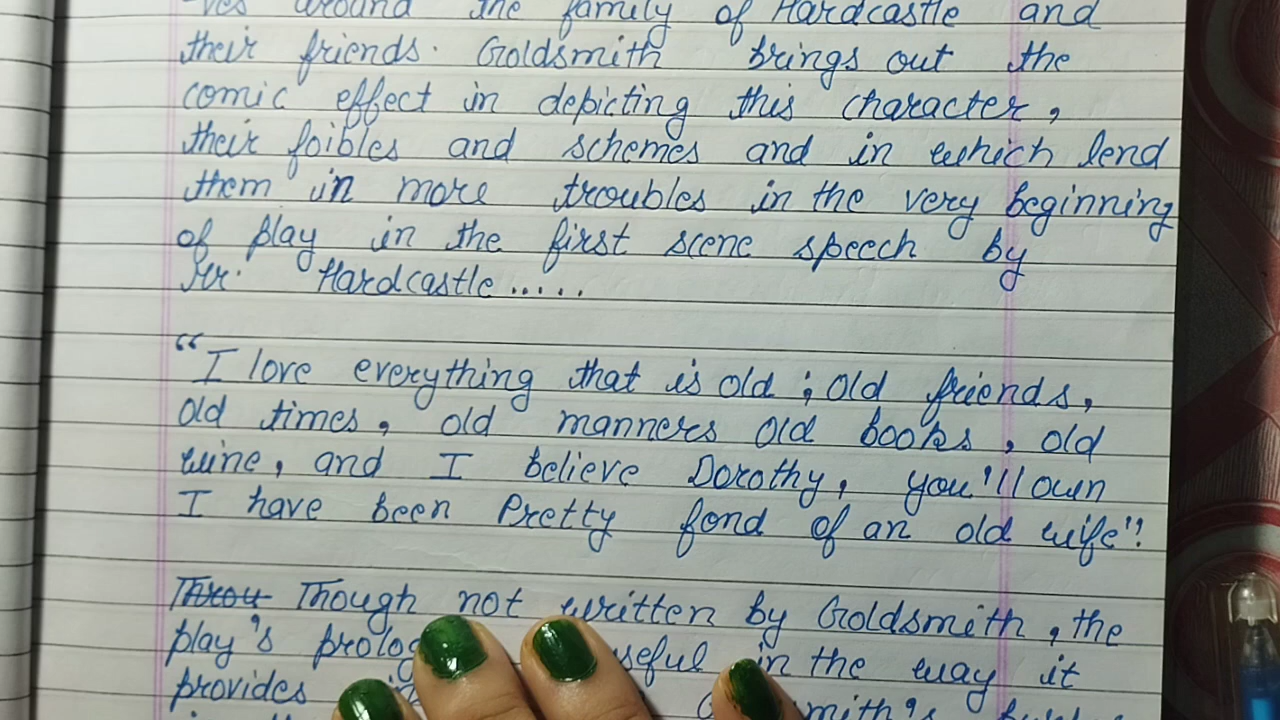 -ves around the family of Hardcastle and
their friends. Goldsmith brings out the
comic effect in depicting this character,
their foibles and schemes and in which lend
them in more troubles in the very beginning
of play in the first scene speech by
Mr. Hardcastle.....
“I love everything that is old ; Old friends,
old times, old manners old books, old
wine, and I believe Dorothy, you'll own
I have been Pretty fond of an old wife"!
Though not written by Goldsmith, the
play's in the way it
provides